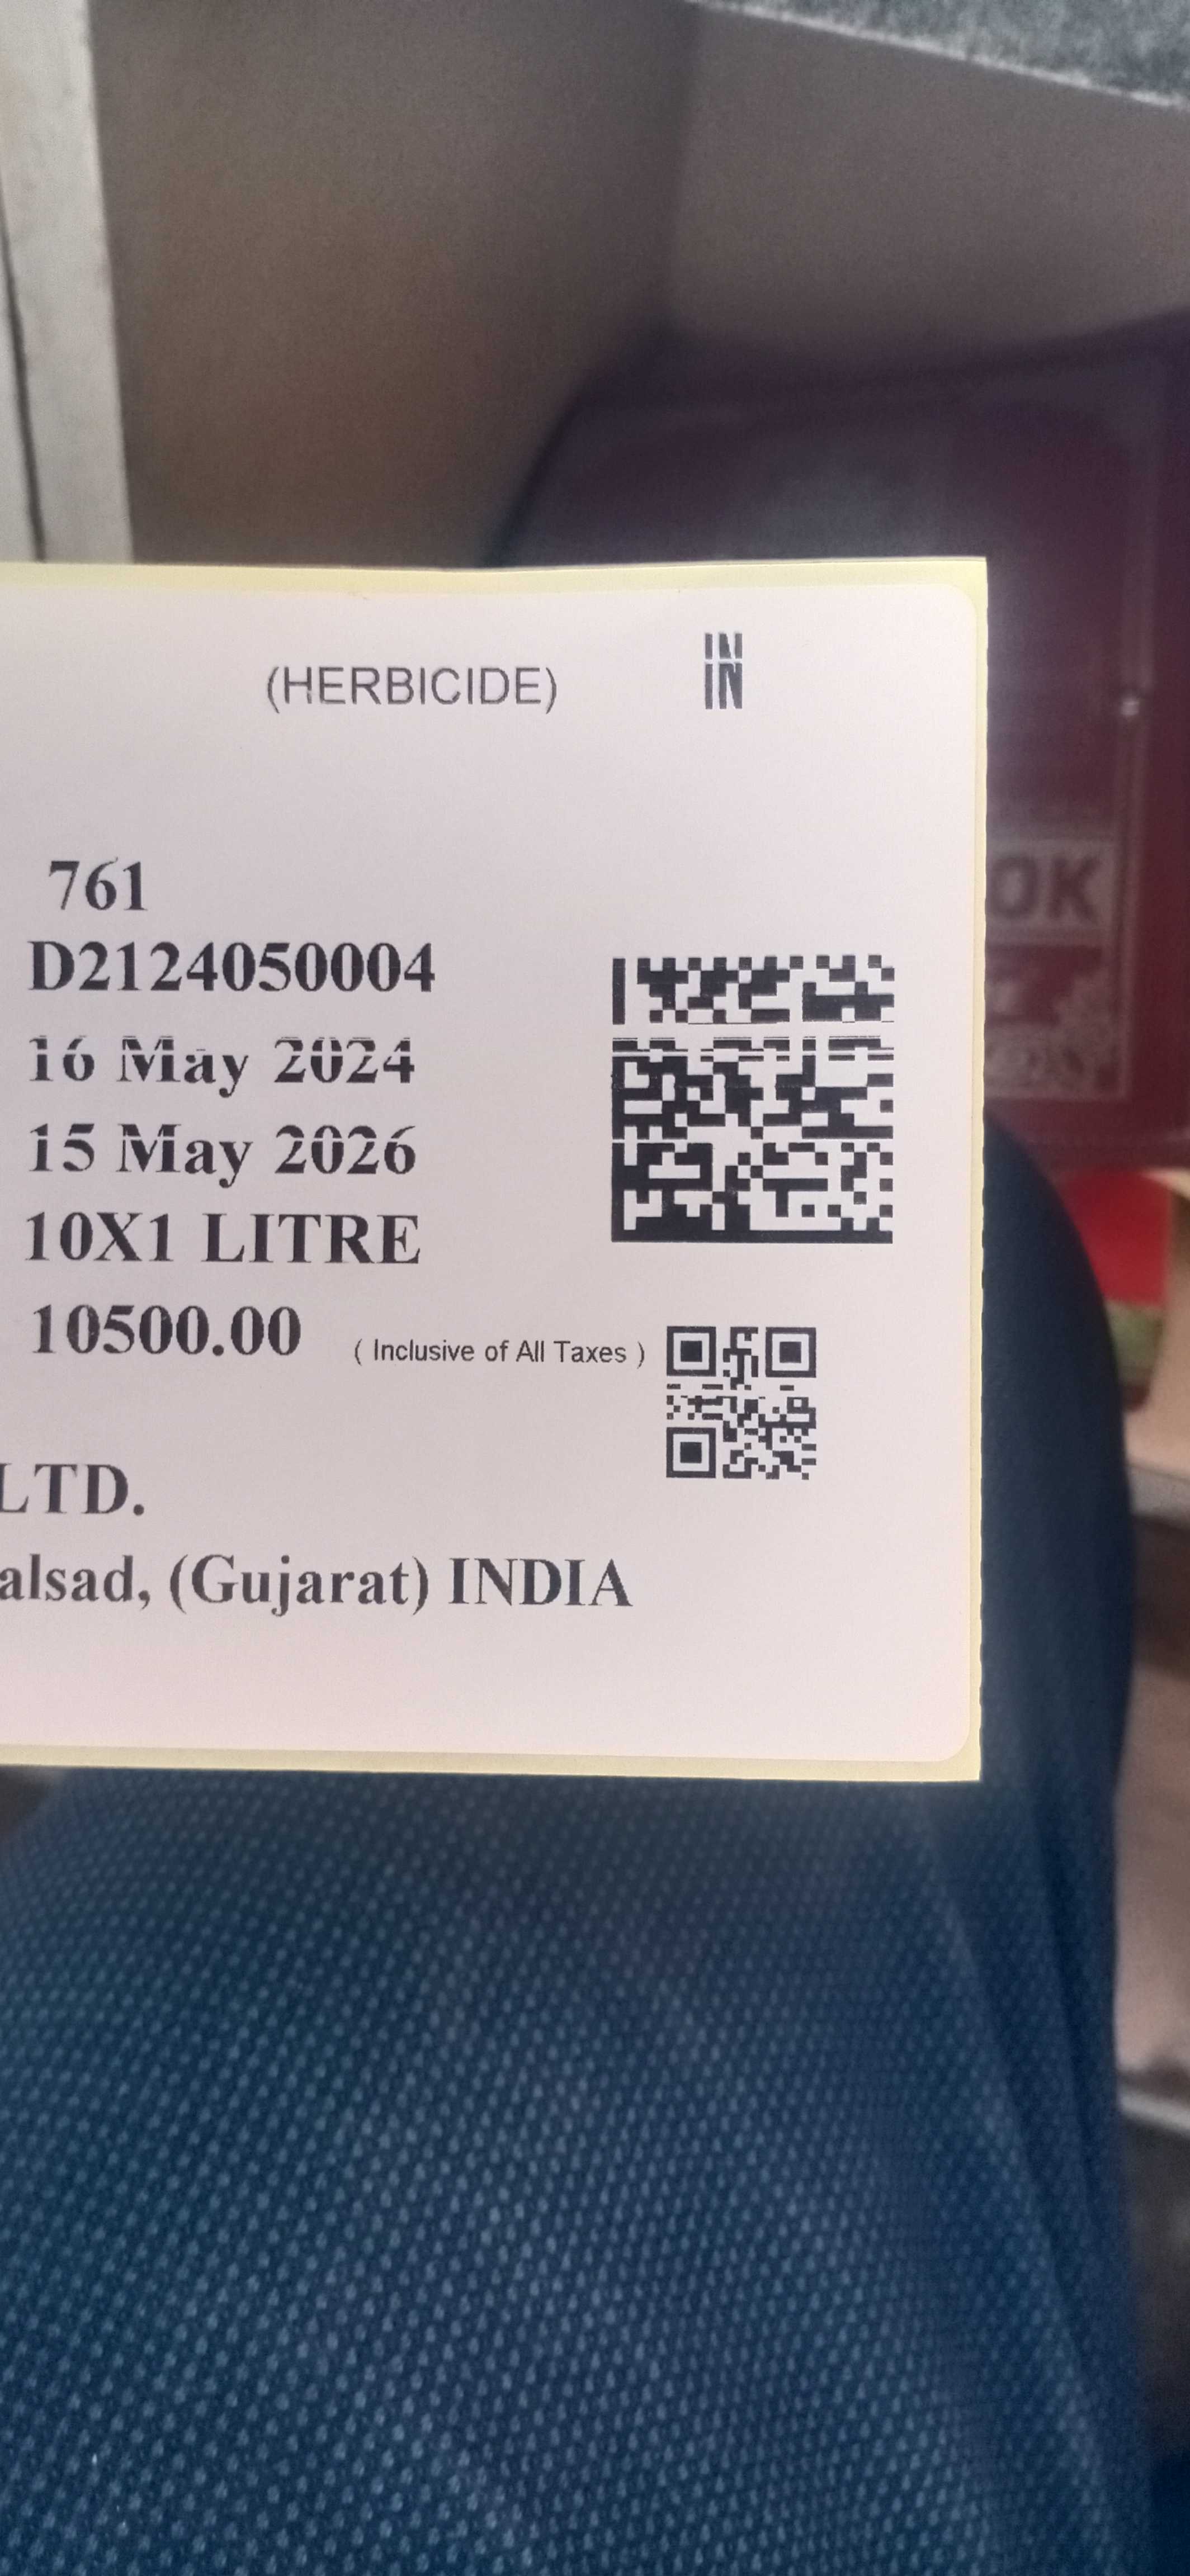 (HERBICIDE) IN
761
D2124050004
16 May 2024
15 May 2026
10X1 LITRE
10500.00 ( Inclusive of All Taxes )
LTD.
alsad, (Gujarat) INDIA
OK